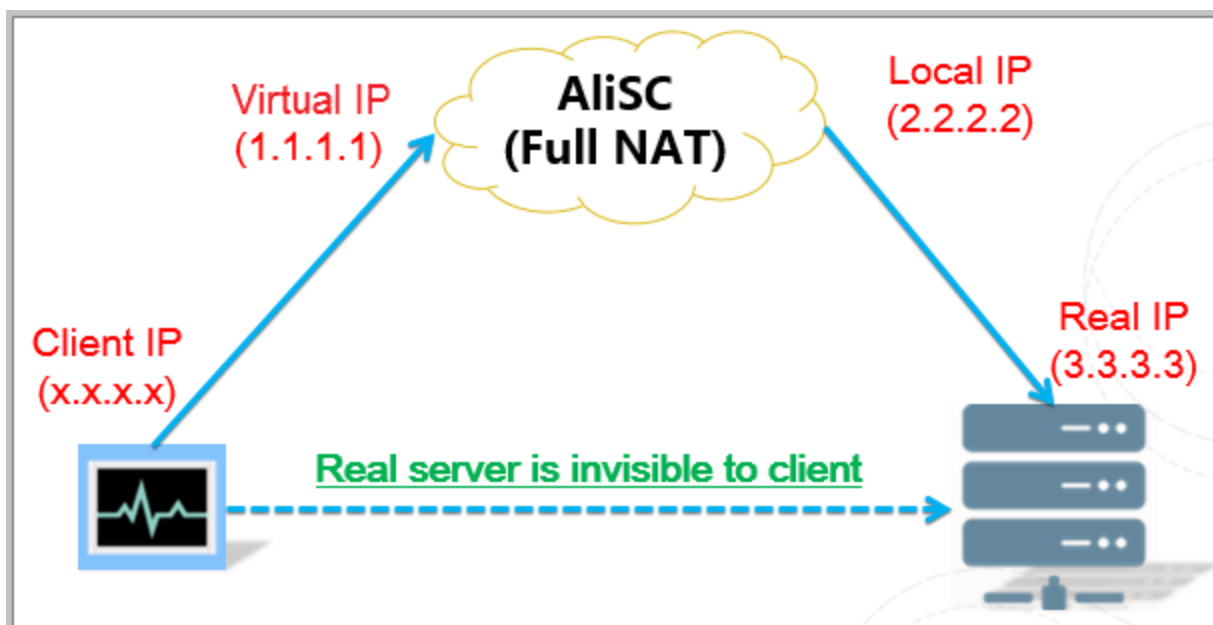 Virtual IP
(1.1.1.1)
AliSC
(Full NAT)
Local IP
(2.2.2.2)
Client IP
(x.x.x.x)
Real IP
(3.3.3.3)
Real server is invisible to client